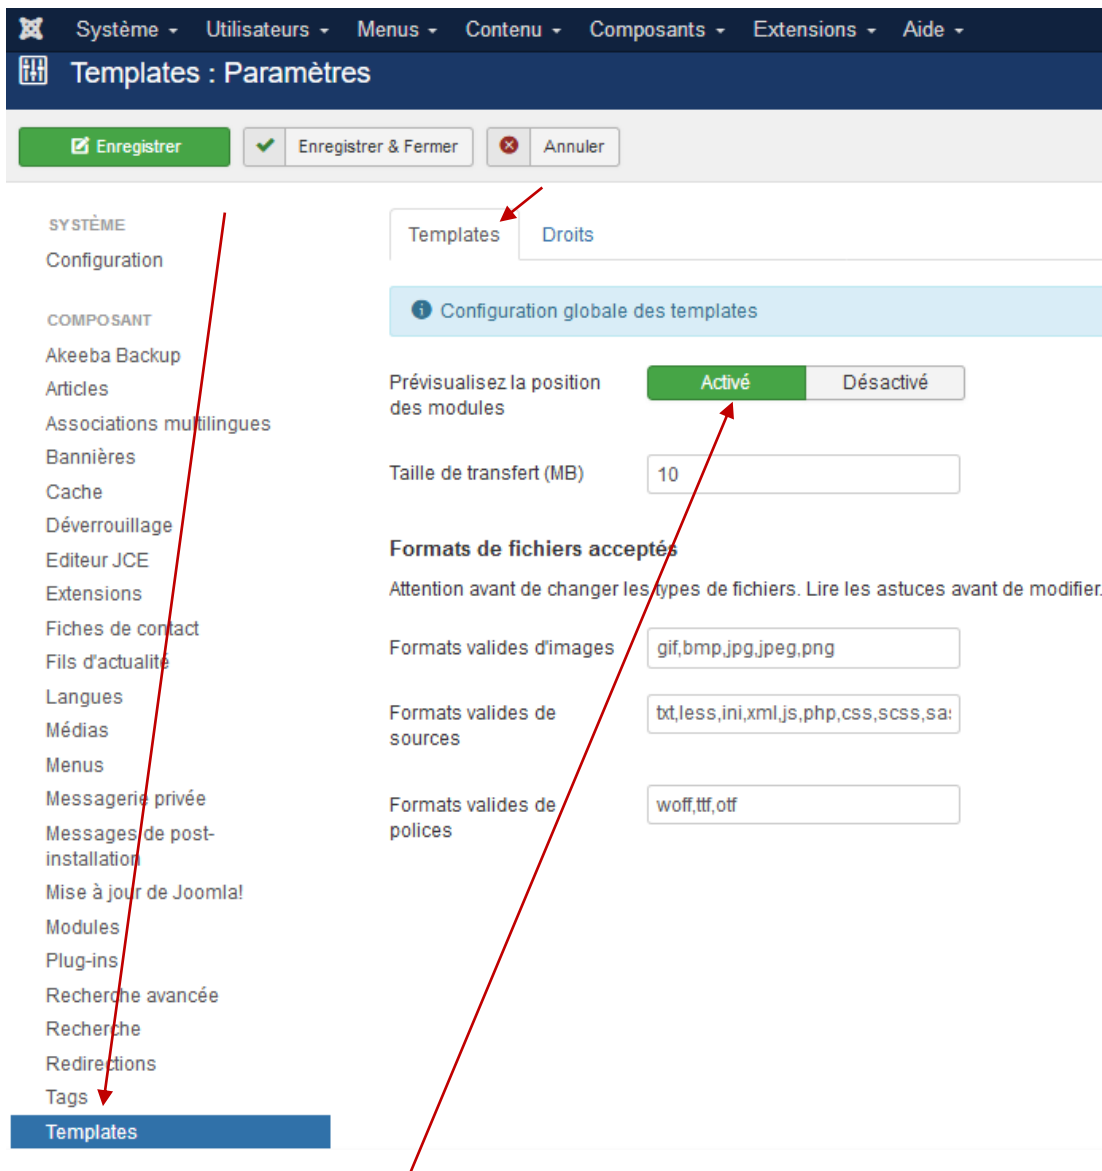 Système Utilisateurs Menus Contenu Composants Extensions Aide
Templates : Paramètres
Enregistrer Enregistrer & Fermer Annuler
SYSTÈME
Configuration
COMPOSANT
Akeeba Backup
Articles
Associations multilingues
Bannières
Cache
Déverrouillage
Editeur JCE
Extensions
Fiches de contact
Fils d'actualité
Langues
Médias
Menus
Messagerie privée
Messages de post-
installation
Mise à jour de Joomla!
Modules
Plug-ins
Recherche avancée
Recherche
Redirections
Tags
Templates
Templates Droits
Configuration globale des templates
Prévisualisez la position
des modules
Activé Désactivé
Taille de transfert (MB)
10
Formats de fichiers acceptés
Attention avant de changer les types de fichiers. Lire les astuces avant de modifier.
Formats valides d'images
gif,bmp,jpg,jpeg,png
Formats valides de
sources
txt,less,ini,xml,js,php,css,scss,sas
Formats valides de
polices
woff,ttf,otf